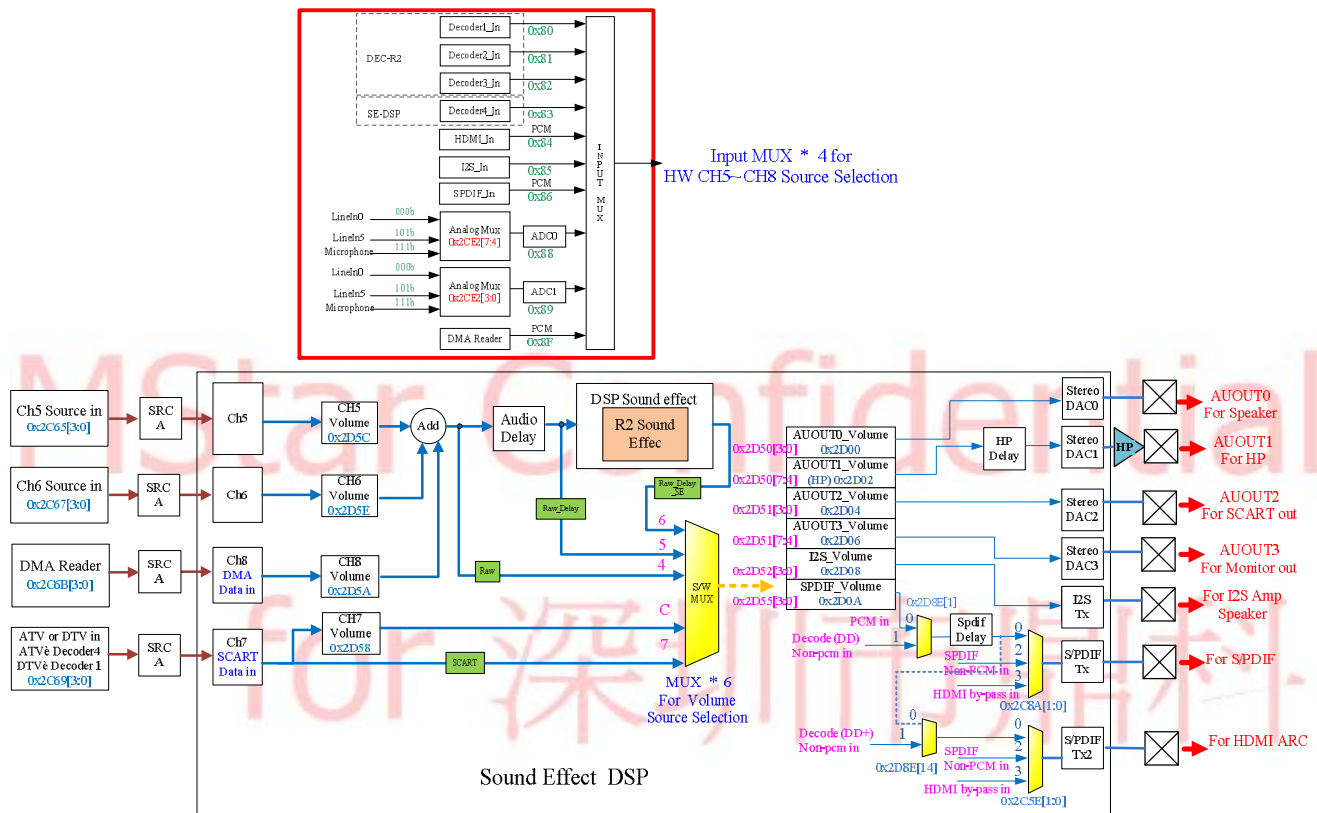 Decoder1_In
0x80
DEC-R2
Decoder2_In
0x81
Decoder3_In
0x82
SE-DSP
Decoder4_In
0x83
HDMI_In
PCM
0x84
I2S_In
0x85
SPDIF_In
PCM
0x86
INPUT MUX
Input MUX * 4 for
HW CH5~CH8 Source Selection
LineIn0
000b
LineIn5
101b
Microphone
111b
Analog Mux
0x2CE2[7:4]
ADC0
0x88
LineIn0
000b
LineIn5
101b
Microphone
111b
Analog Mux
0x2CE2[3:0]
ADC1
0x89
DMA Reader
PCM
0x8F
MStar Confidential
for 深圳市
科
Ch5 Source in
0x2C65[3:0]
SRC
A
Ch5
CH5
Volume
0x2D5C
Add
Audio
Delay
DSP Sound effect
R2 Sound
Effec
Ch6 Source in
0x2C67[3:0]
SRC
A
Ch6
CH6
Volume
0x2D5E
DMA Reader
0x2C6B[3:0]
SRC
A
Ch8
DMA
Data in
CH8
Volume
0x2D5A
ATV or DTV in
ATVè Decoder4
DTVè Decoder 1
0x2C69[3:0]
SRC
A
Ch7
SCART
Data in
CH7
Volume
0x2D58
Raw_Delay
_SE
Raw_Delay
Raw
SCART
6
5
4
C
7
S/W
MUX
MUX * 6
For Volume
Source Selection
0x2D50[3:0]
0x2D50[7:4]
0x2D51[3:0]
0x2D51[7:4]
0x2D52[3:0]
0x2D55[3:0]
AUOUT0_Volume
0x2D00
AUOUT1_Volume
(HP) 0x2D02
AUOUT2_Volume
0x2D04
AUOUT3_Volume
0x2D06
I2S_Volume
0x2D08
SPDIF_Volume
0x2D0A
HP
Delay
Stereo
DAC0
Stereo
DAC1
HP
Stereo
DAC2
Stereo
DAC3
I2S
Tx
S/PDIF
Tx
S/PDIF
Tx2
AUOUT0
For Speaker
AUOUT1
For HP
AUOUT2
For SCART out
AUOUT3
For Monitor out
For I2S Amp
Speaker
For S/PDIF
For HDMI ARC
0x2D8E[1]
PCM in
0
Decode (DD)
Non-pcm in
1
Spdif
Delay
0
SPDIF
Non-PCM in
2
HDMI by-pass in
3
0x2C8A[1:0]
0
Decode (DD+)
Non-pcm in
1
0x2D8E[14]
0
SPDIF
Non-PCM in
2
HDMI by-pass in
3
0x2C5E[1:0]
Sound Effect DSP